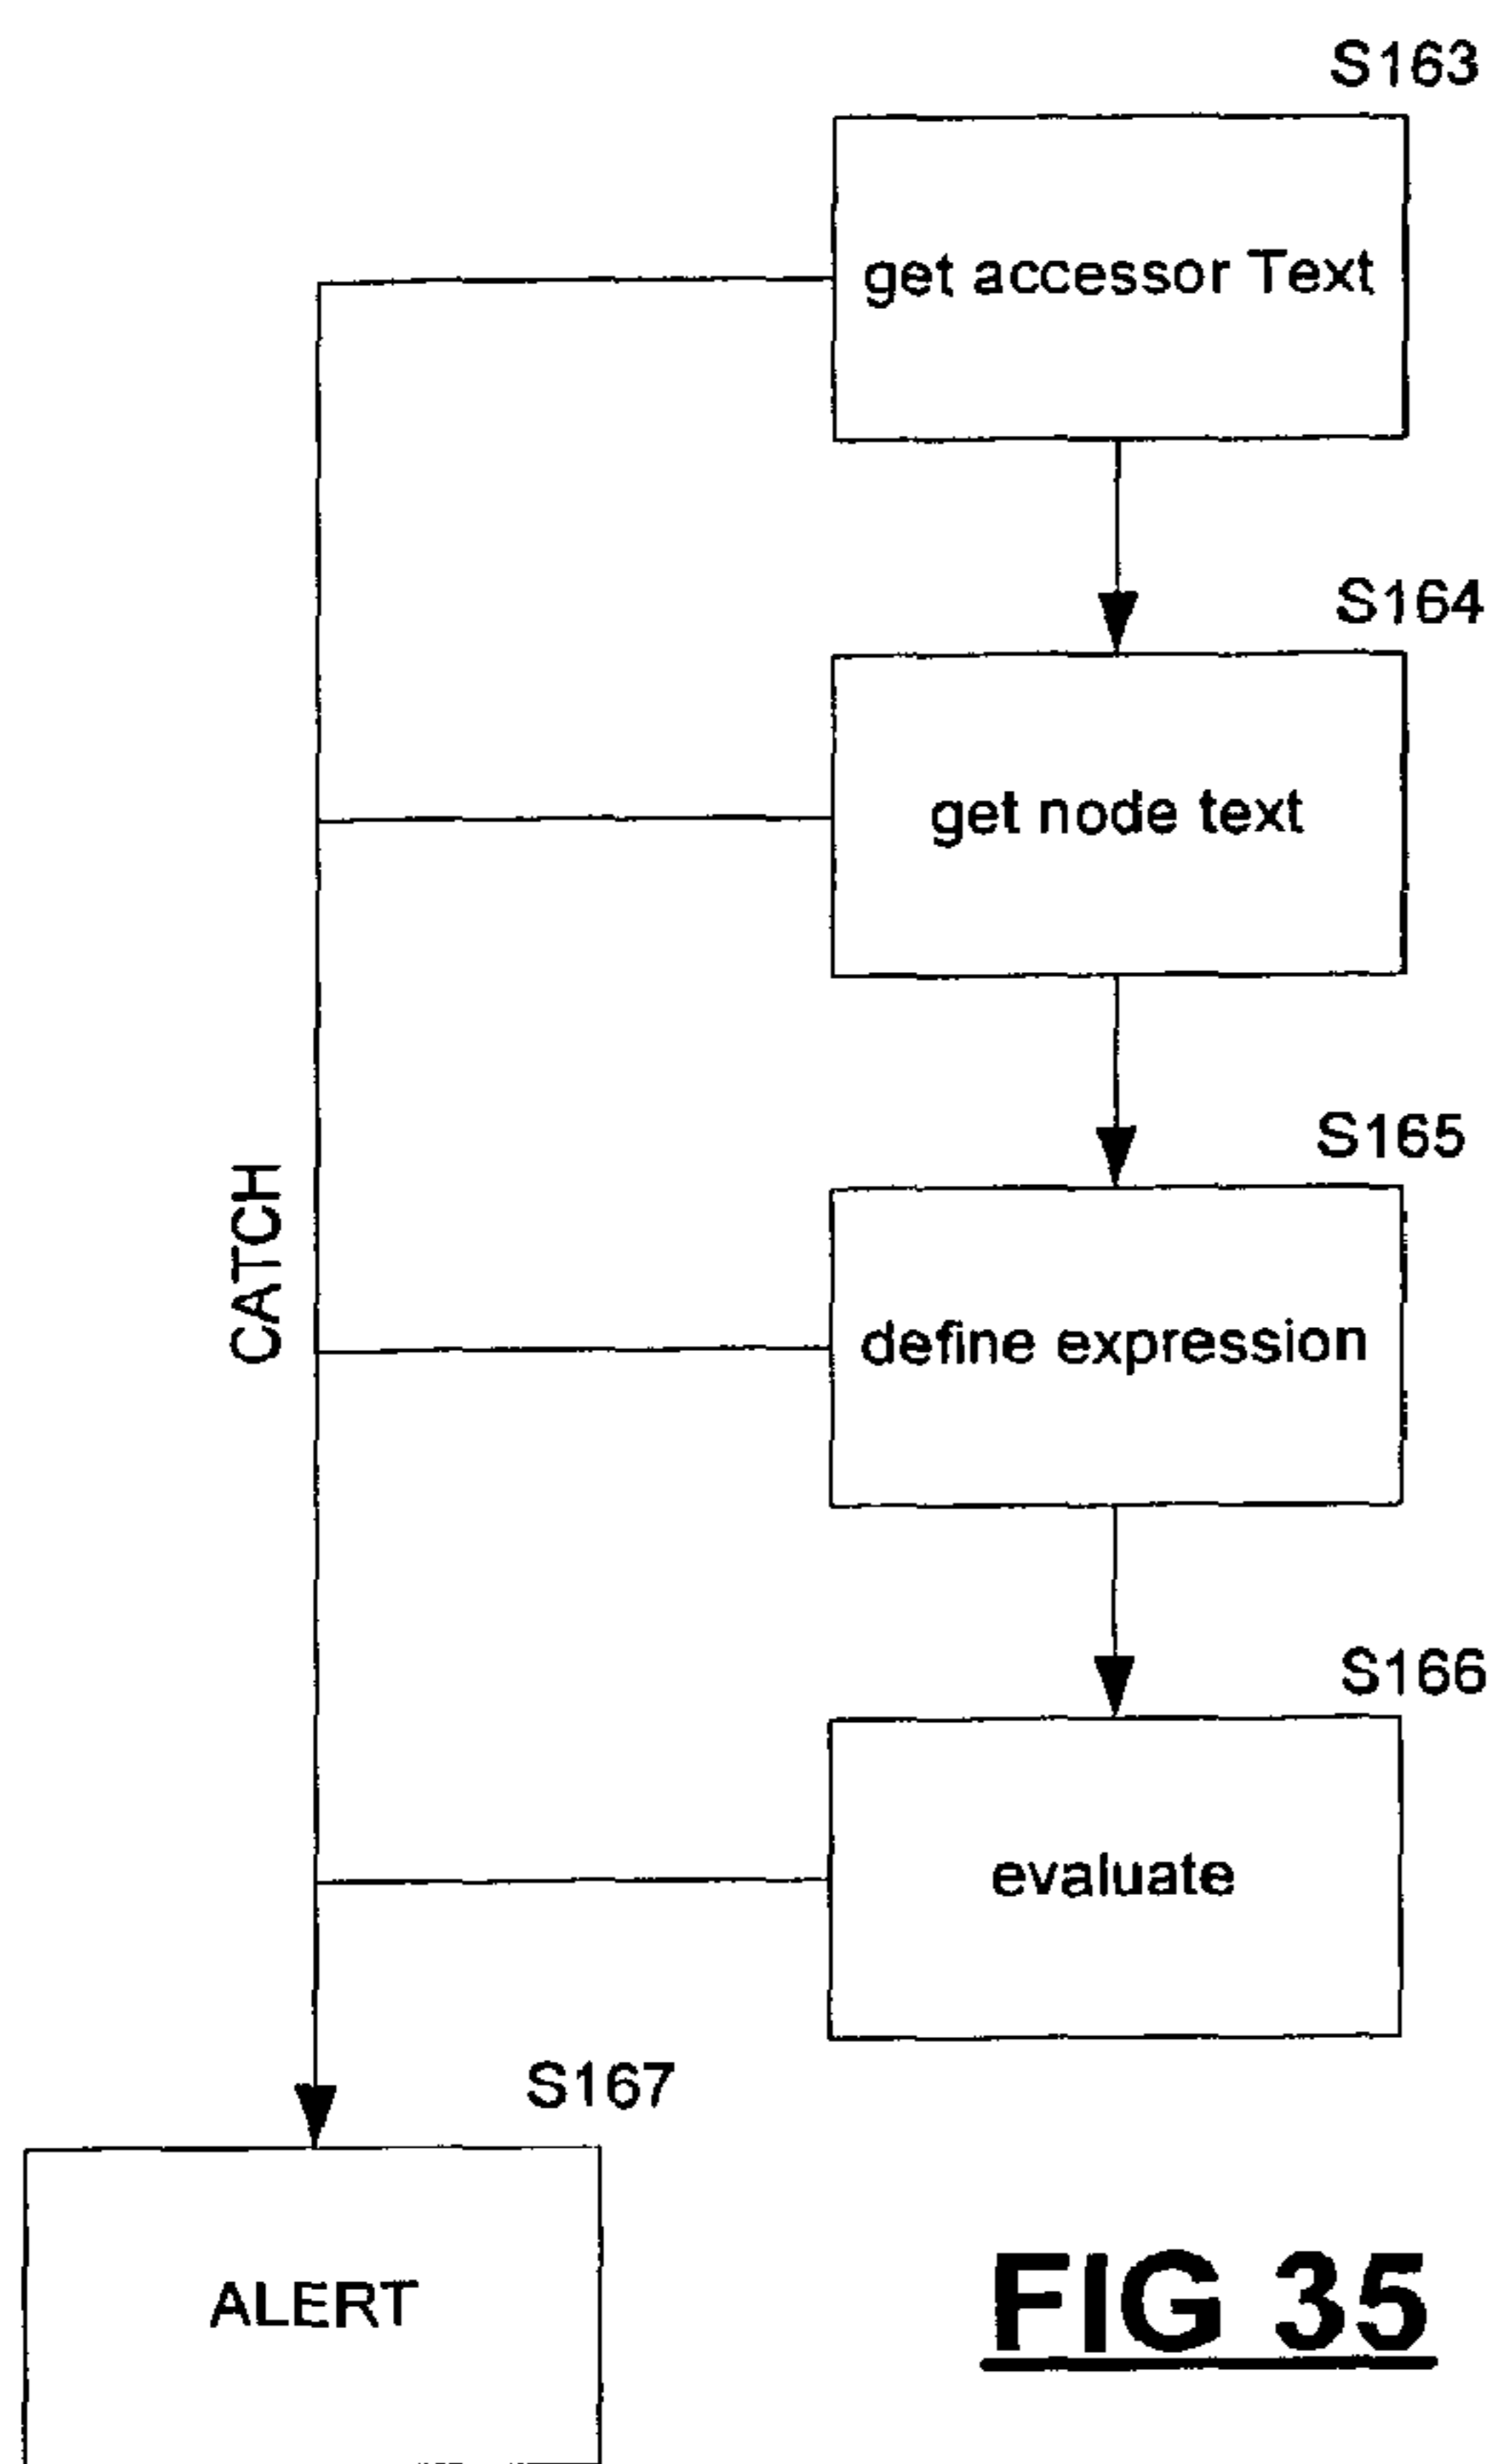 S163
get accessor Text
S164
get node text
S165
define expression
CATCH
S166
evaluate
S167
ALERT
FIG 35